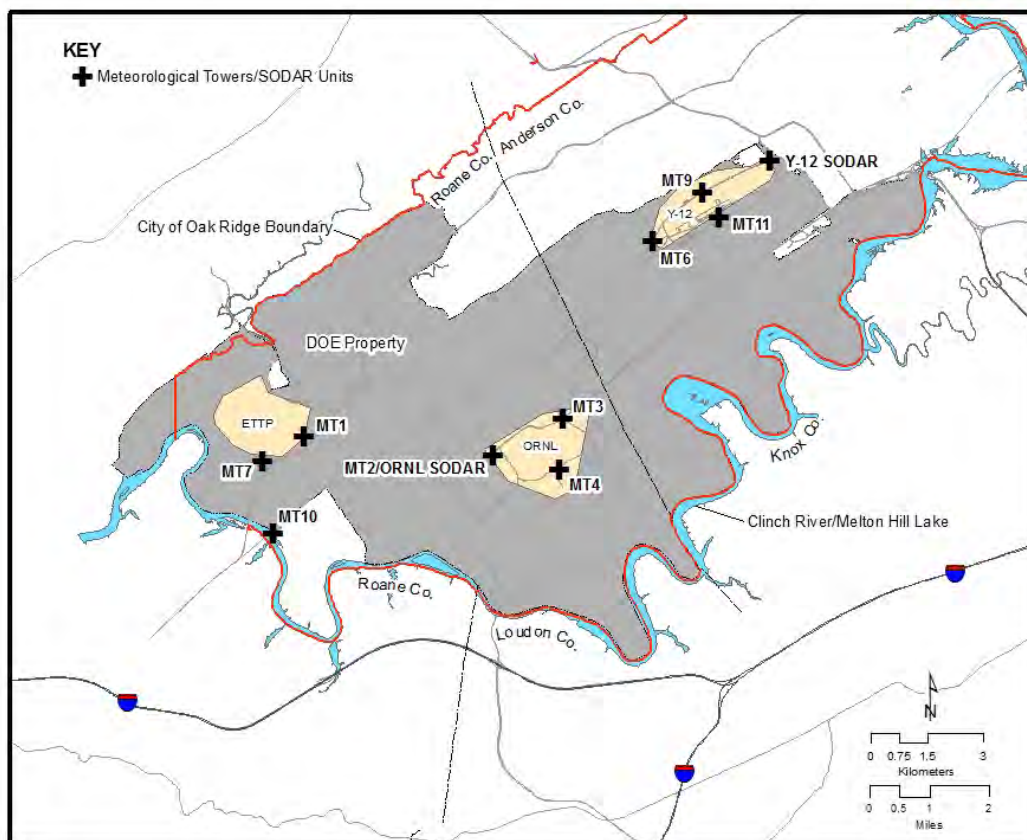 KEY
Meteorological Towers/SODAR Units
Roane Co.
Anderson Co.
Y-12 SODAR
MT9
Y-12
MT11
MT6
City of Oak Ridge Boundary
DOE Property
ETTP
MT1
MT7
MT3
MT2/ORNL SODAR
ORNL
MT4
Knox Co.
Clinch River/Melton Hill Lake
MT10
Roane Co.
Loudon Co.
N
0 0.75 1.5 3
Kilometers
0 0.5 1 2
Miles